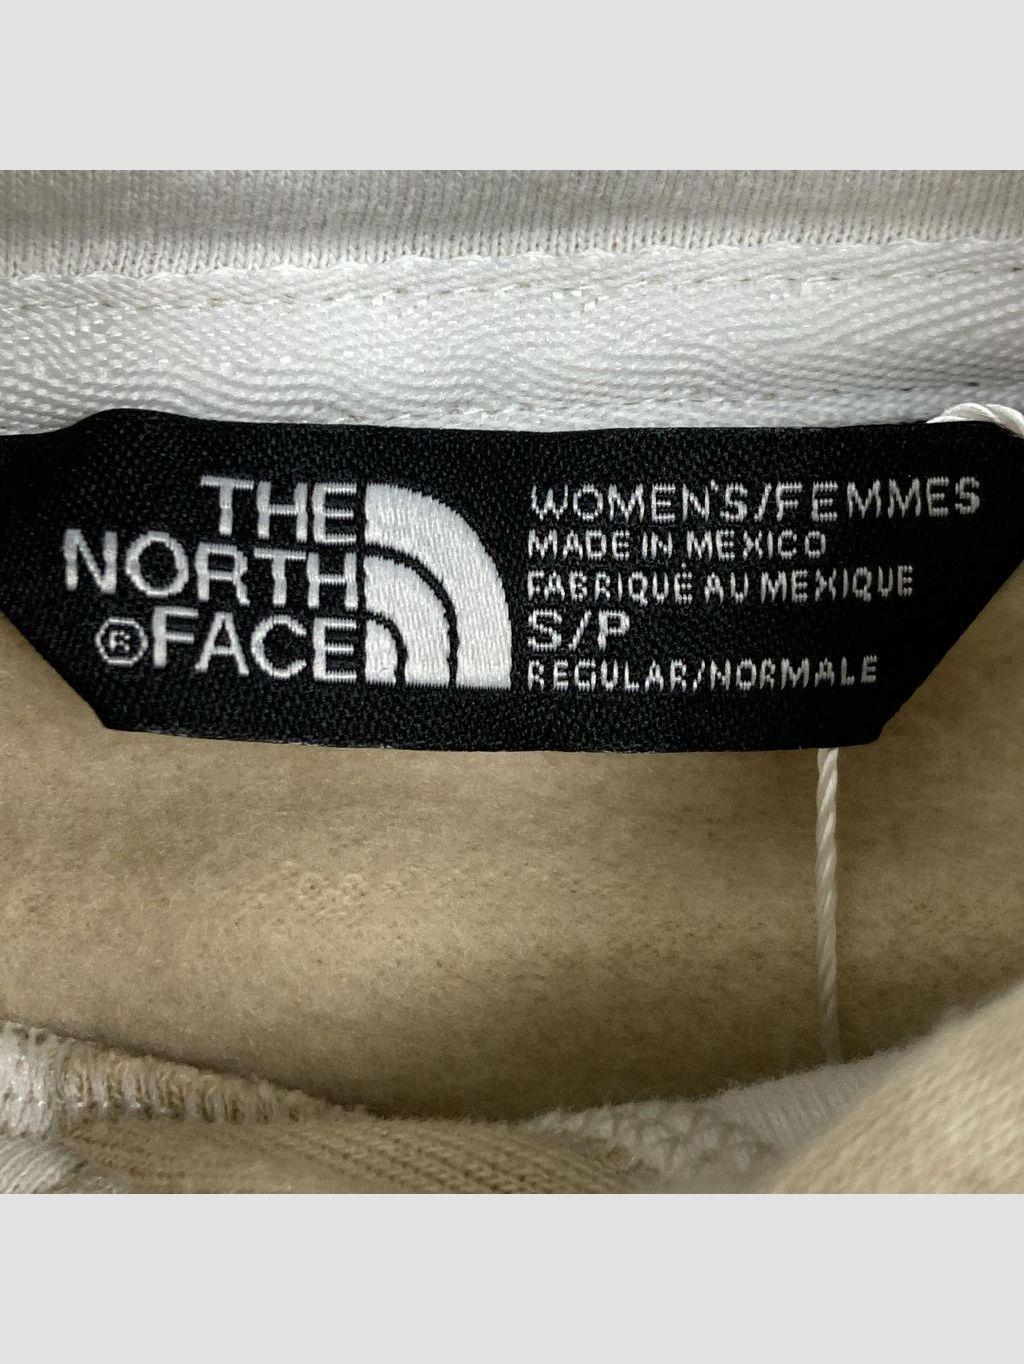 THE
NORTH
®FACE
WOMEN'S/FEMMES
MADE IN MEXICO
FABRIQUÉ AU MEXIQUE
S/P
REGULAR/NORMALE